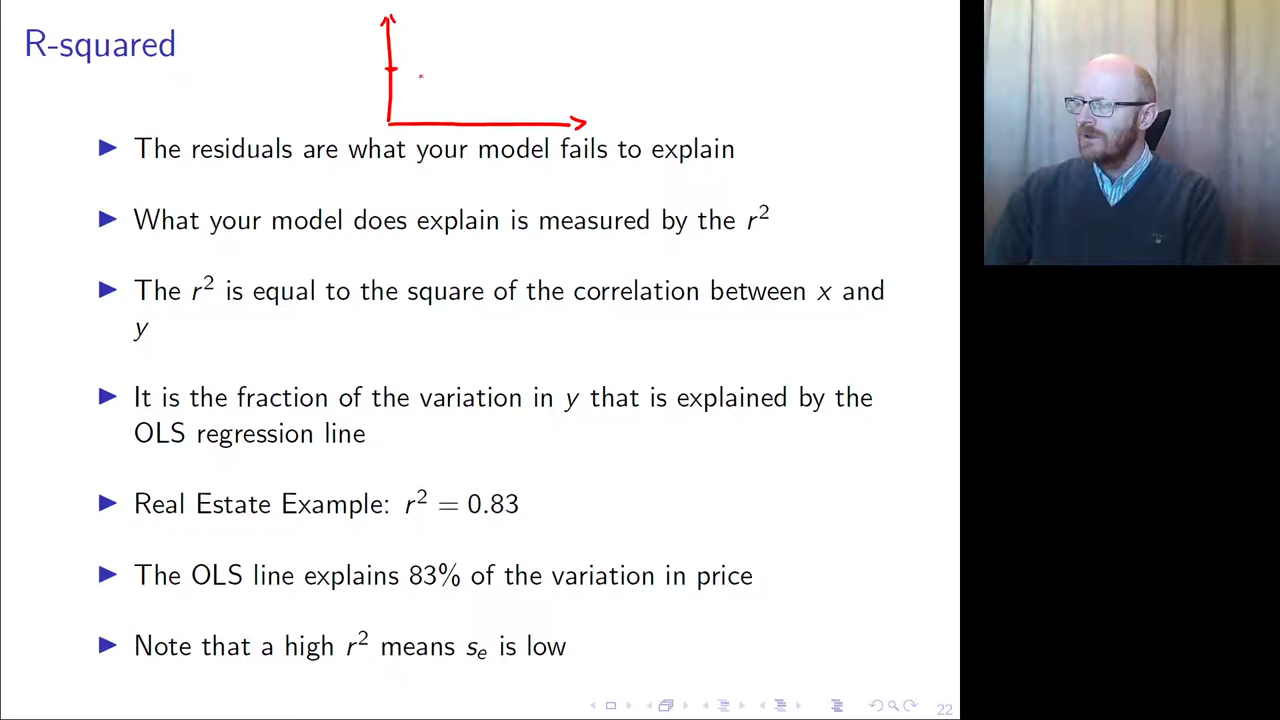 R-squared
▶ The residuals are what your model fails to explain
▶ What your model does explain is measured by the r²
▶ The r² is equal to the square of the correlation between x and
y
▶ It is the fraction of the variation in y that is explained by the
OLS regression line
▶ Real Estate Example: r² = 0.83
▶ The OLS line explains 83% of the variation in price
▶ Note that a high r² means sₑ is low
22